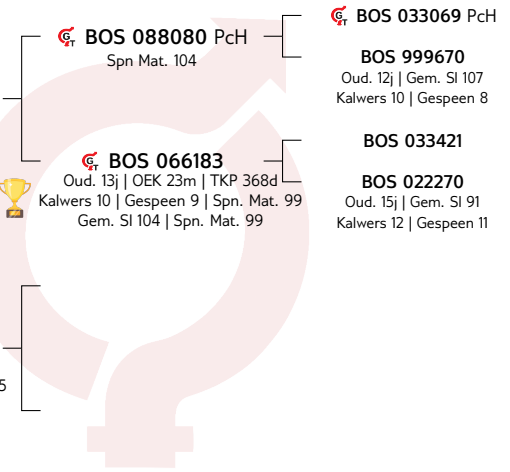 BOS 033069 PcH
BOS 088080 PcH
Spn Mat. 104
BOS 999670
Oud. 12j | Gem. SI 107
Kalwers 10 | Gespeen 8
BOS 033421
BOS 066183
Oud. 13j | OEK 23m | TKP 368d
Kalwers 10 | Gespeen 9 | Spn. Mat. 99
Gem. SI 104 | Spn. Mat. 99
BOS 022270
Oud. 15j | Gem. SI 91
Kalwers 12 | Gespeen 11
5